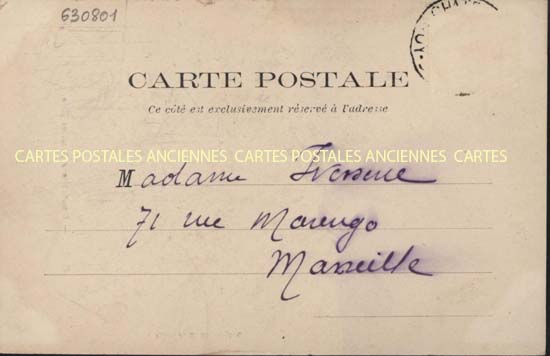 630801
CARTE POSTALE
Ce côté est exclusivement réservé à l'adresse
CARTES POSTALES ANCIENNES CARTES POSTALES ANCIENNES CARTES
Madame
71 rue Marengo
Marseille